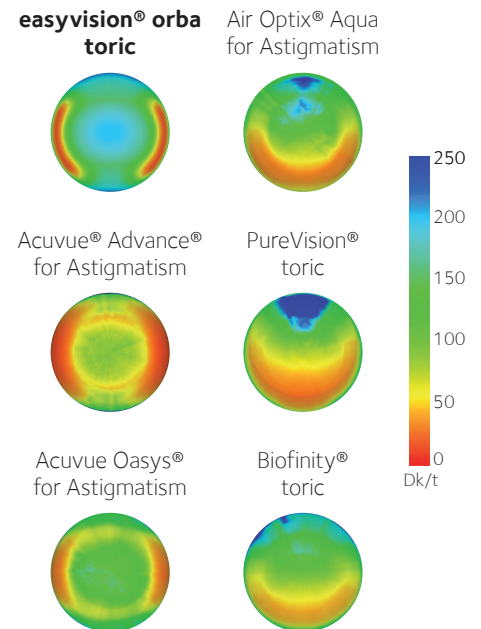 easyvision® orba
toric
Air Optix® Aqua
for Astigmatism
250
200
150
100
50
0
Dk/t
Acuvue® Advance®
for Astigmatism
PureVision®
toric
Acuvue Oasys®
for Astigmatism
Biofinity®
toric